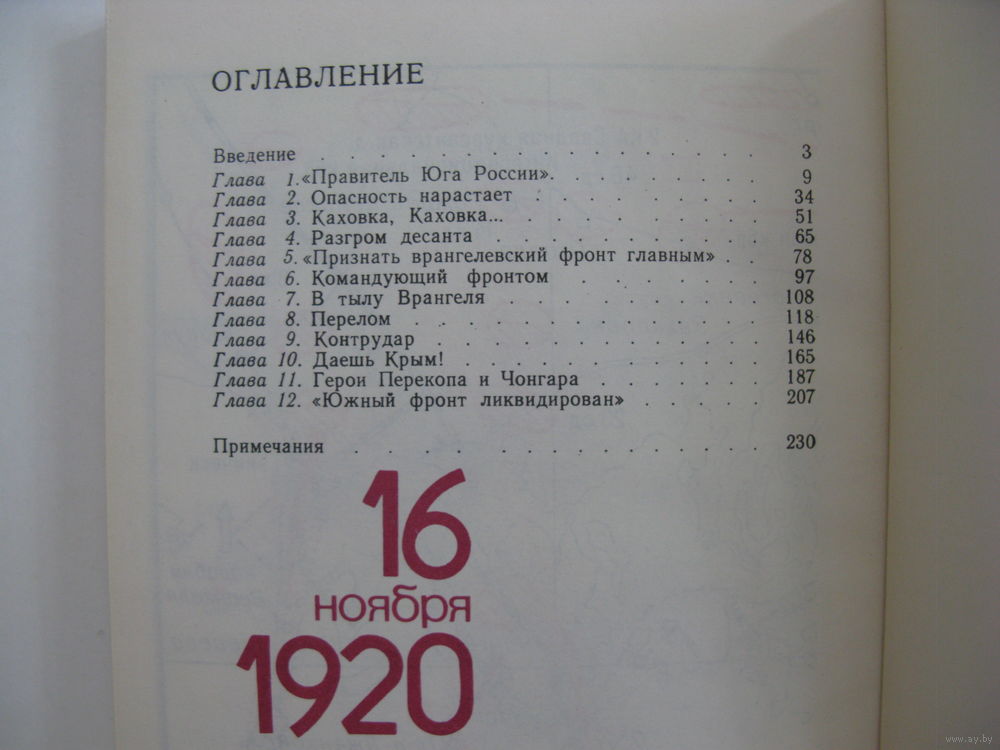 ОГЛАВЛЕНИЕ
Введение . . . . . . . . . . . . . . . . 3
Глава 1. «Правитель Юга России». . . . . . . . . 9
Глава 2. Опасность нарастает . . . . . . . . . 34
Глава 3. Каховка, Каховка... . . . . . . . . . 51
Глава 4. Разгром десанта . . . . . . . . . . . 65
Глава 5. «Признать врангелевский фронт главным» . . 78
Глава 6. Командующий фронтом . . . . . . . 97
Глава 7. В тылу Врангеля . . . . . . . . . . 108
Глава 8. Перелом . . . . . . . . . . . . . 118
Глава 9. Контрудар . . . . . . . . . . . . 146
Глава 10. Даешь Крым! . . . . . . . . . . . 165
Глава 11. Герои Перекопа и Чонгара . . . . . . . 187
Глава 12. «Южный фронт ликвидирован» . . . . . 207
Примечания . . . . . . . . . . . . . . . 230
16
ноября
1920
www.ay.by